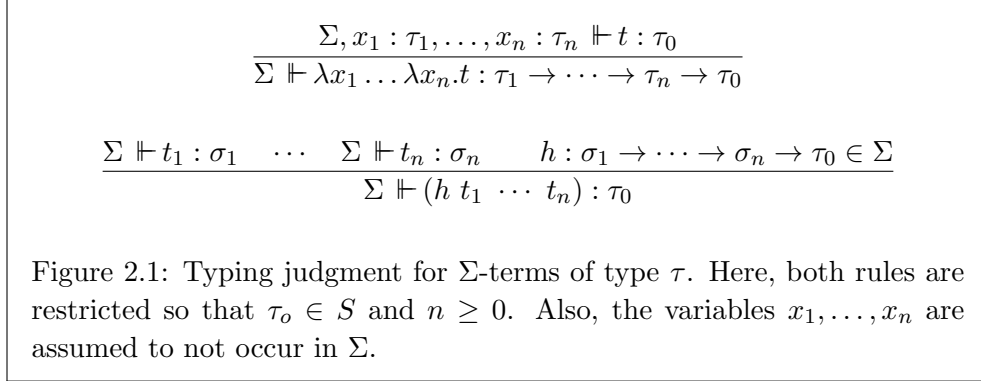 Σ, x₁ : τ₁, . . . , xₙ : τₙ ⊩ t : τ₀
Σ ⊩ λx₁ . . . λxₙ.t : τ₁ → · · · → τₙ → τ₀
Σ ⊩ t₁ : σ₁ · · · Σ ⊩ tₙ : σₙ h : σ₁ → · · · → σₙ → τ₀ ∈ Σ
Σ ⊩ (h t₁ · · · tₙ) : τ₀
Figure 2.1: Typing judgment for Σ-terms of type τ. Here, both rules are
restricted so that τₒ ∈ S and n ≥ 0. Also, the variables x₁, . . . , xₙ are
assumed to not occur in Σ.